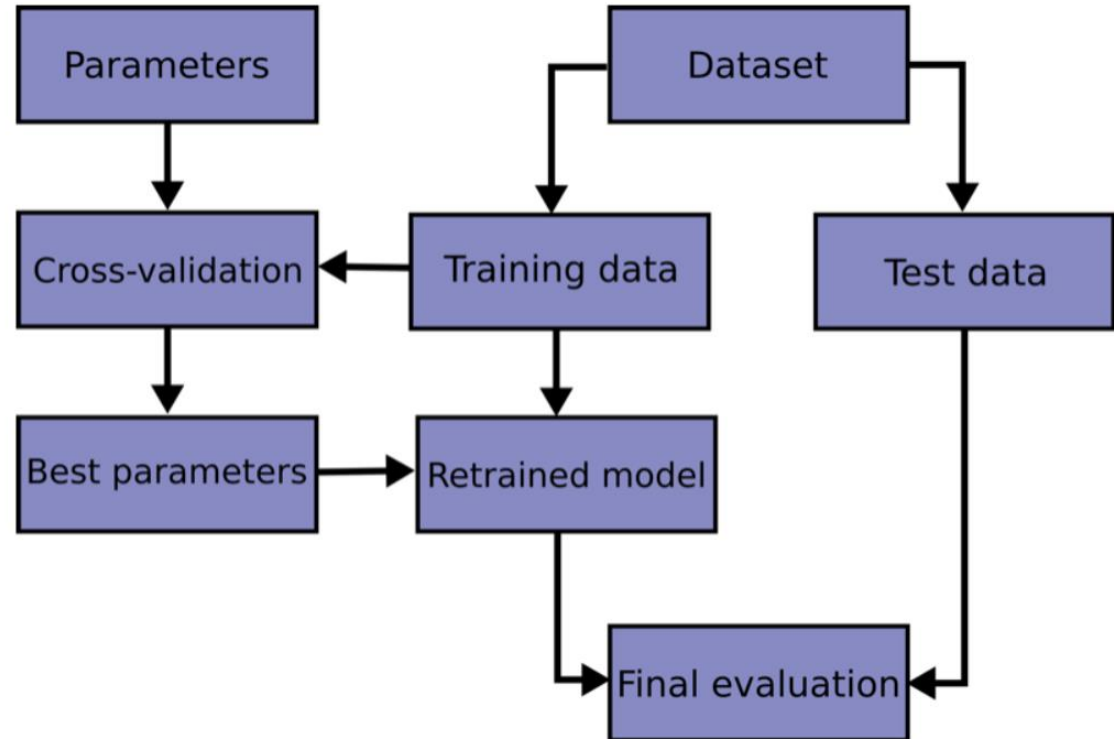 Parameters
Dataset
Cross-validation
Training data
Test data
Best parameters
Retrained model
Final evaluation